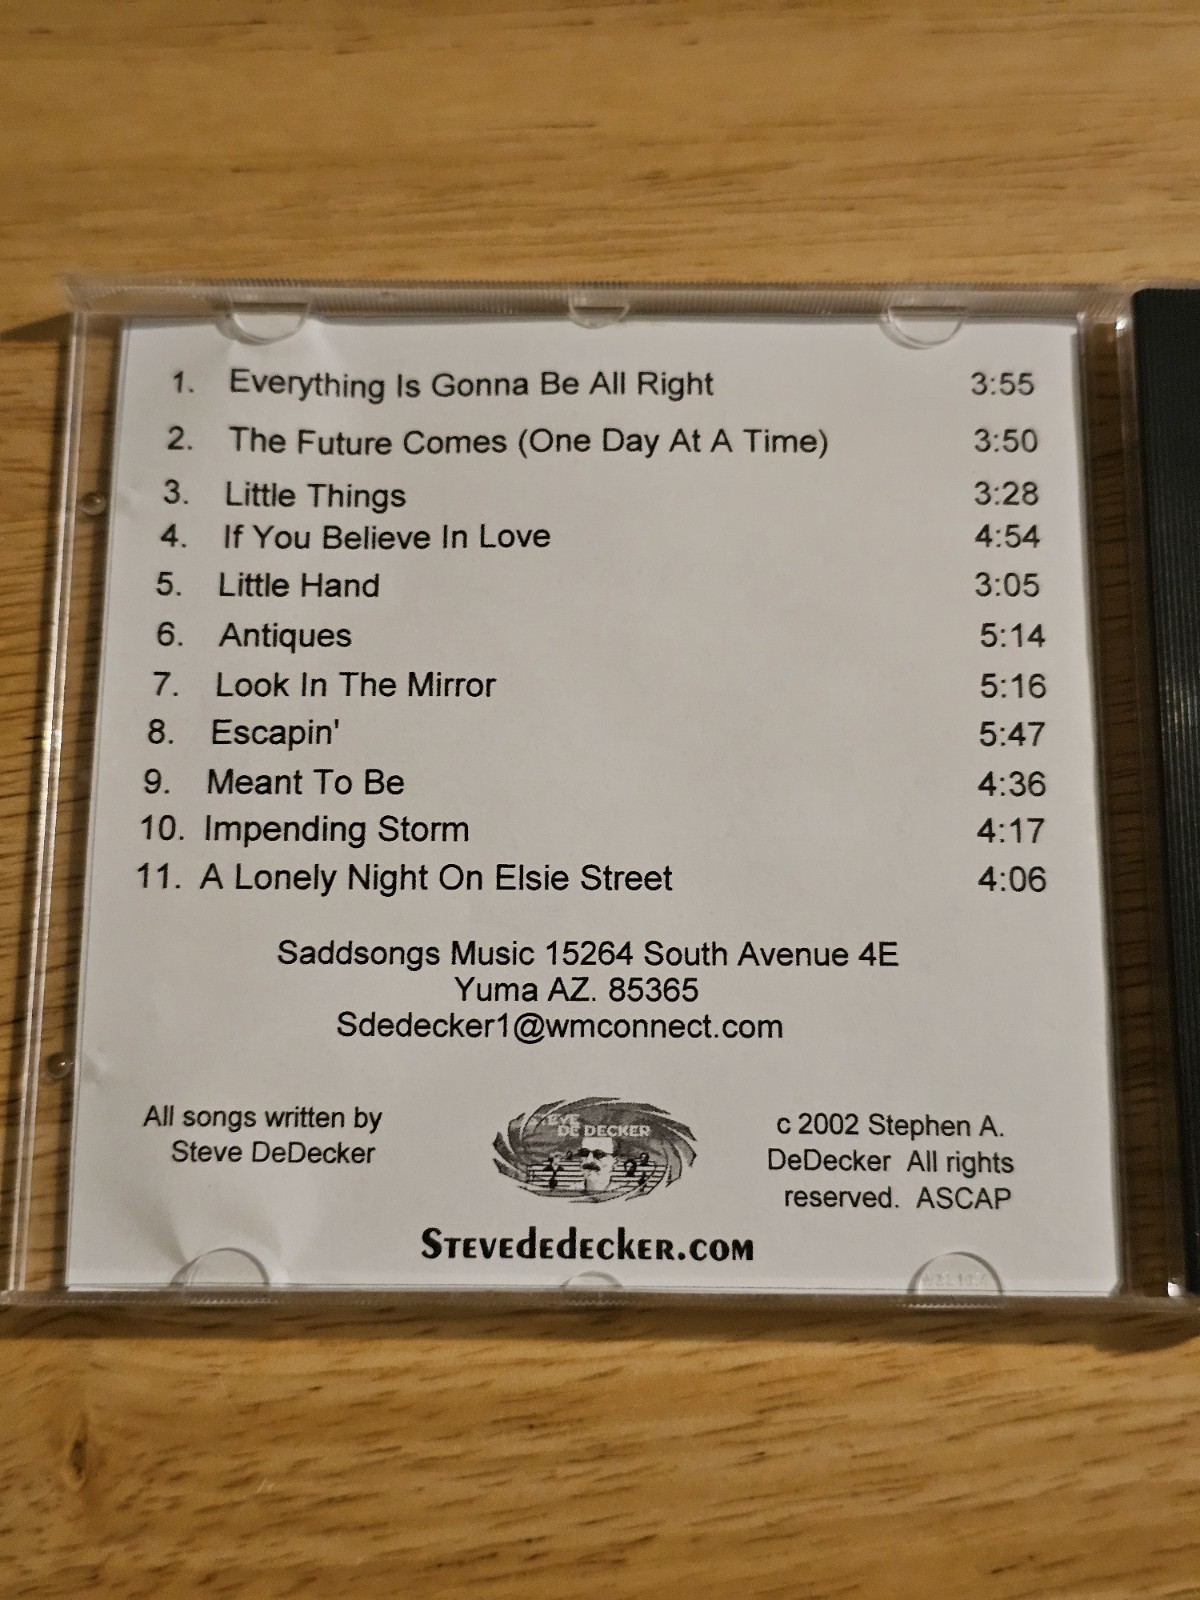 1. Everything Is Gonna Be All Right 3:55
2. The Future Comes (One Day At A Time) 3:50
3. Little Things 3:28
4. If You Believe In Love 4:54
5. Little Hand 3:05
6. Antiques 5:14
7. Look In The Mirror 5:16
8. Escapin' 5:47
9. Meant To Be 4:36
10. Impending Storm 4:17
11. A Lonely Night On Elsie Street 4:06
Saddsongs Music 15264 South Avenue 4E
Yuma AZ. 85365
Sdedecker1@wmconnect.com
All songs written by
Steve DeDecker
DE DECKER
c 2002 Stephen A.
DeDecker All rights
reserved. ASCAP
STEVEDEDECKER.COM